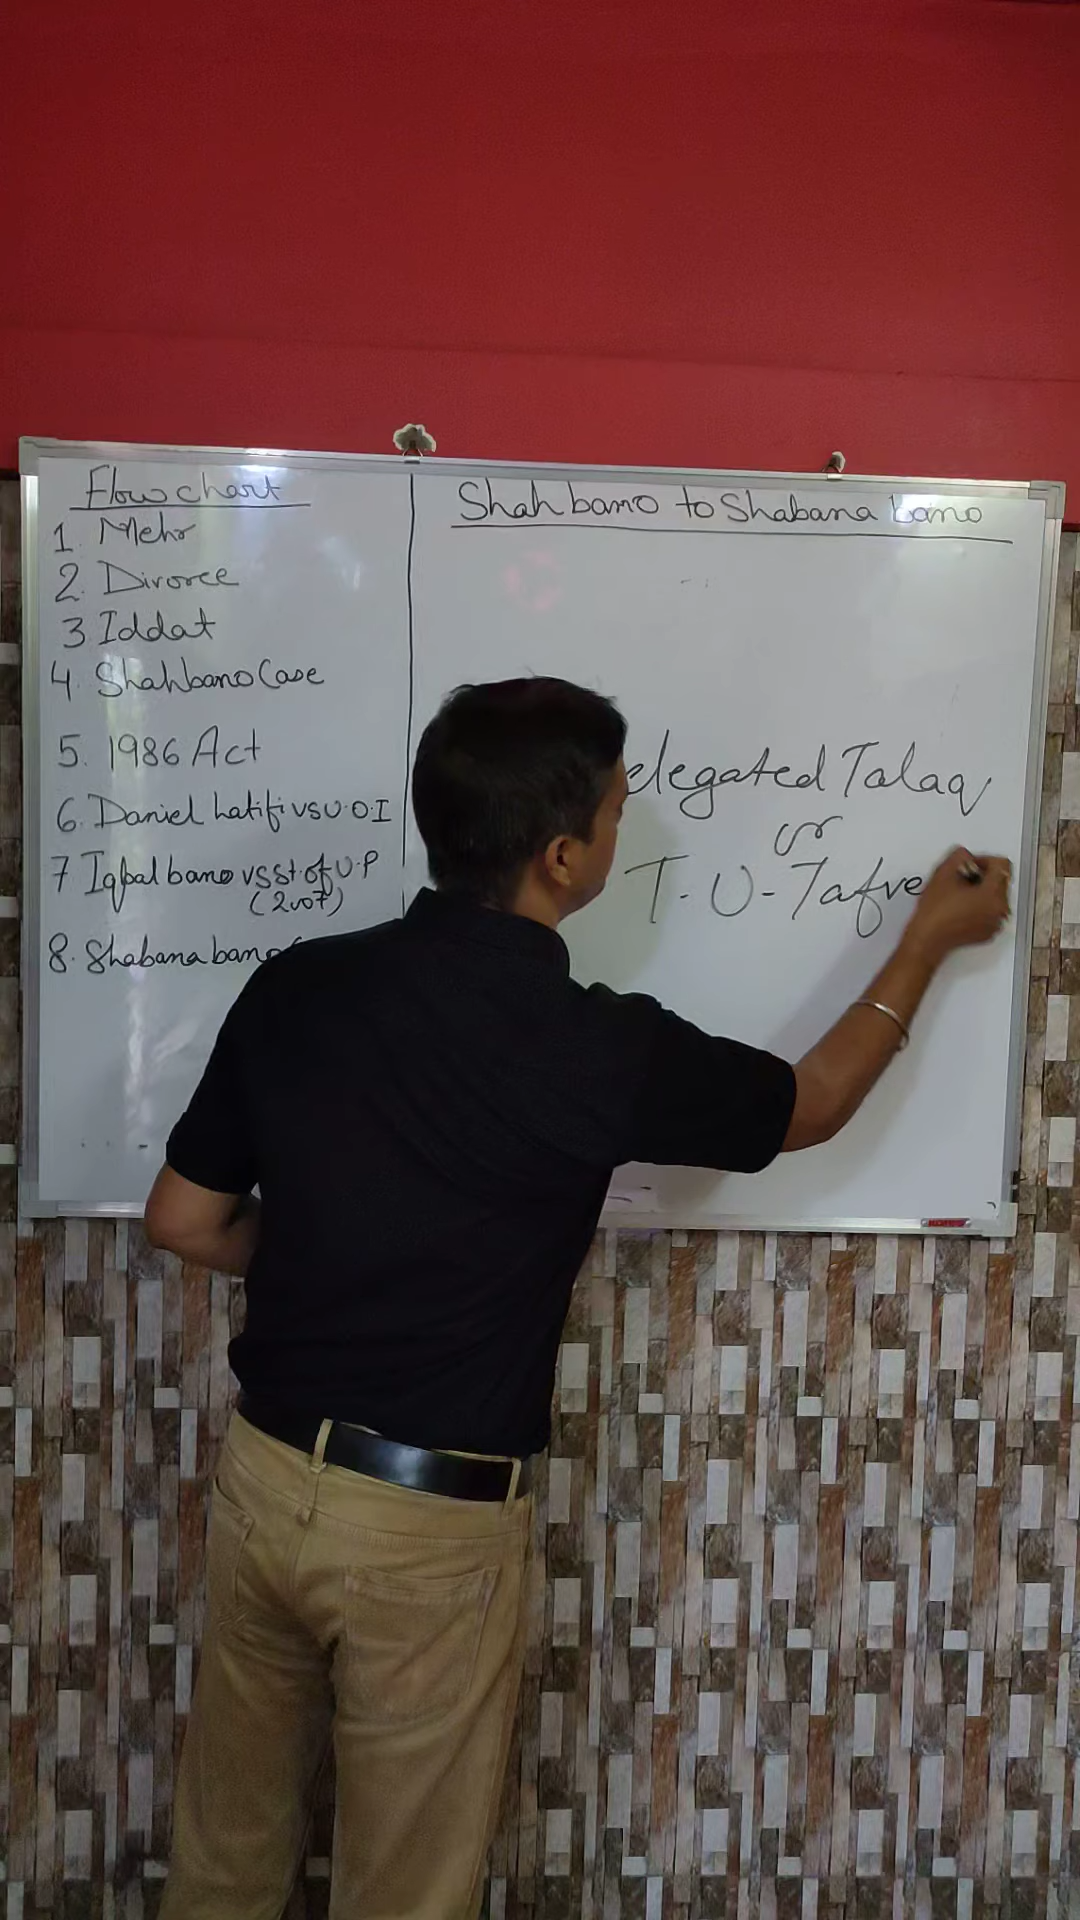 Flow chart
1. Mehr
2. Divorce
3 Iddat
4. Shahbano Case
5. 1986 Act
6. Daniel Latifi vs U.O.I
7 Iqbal bano vs St. of U.P
(2007)
8. Shabana bano
Shah bano to Shabana bano
elegated Talaq
or
T-U-Tafve